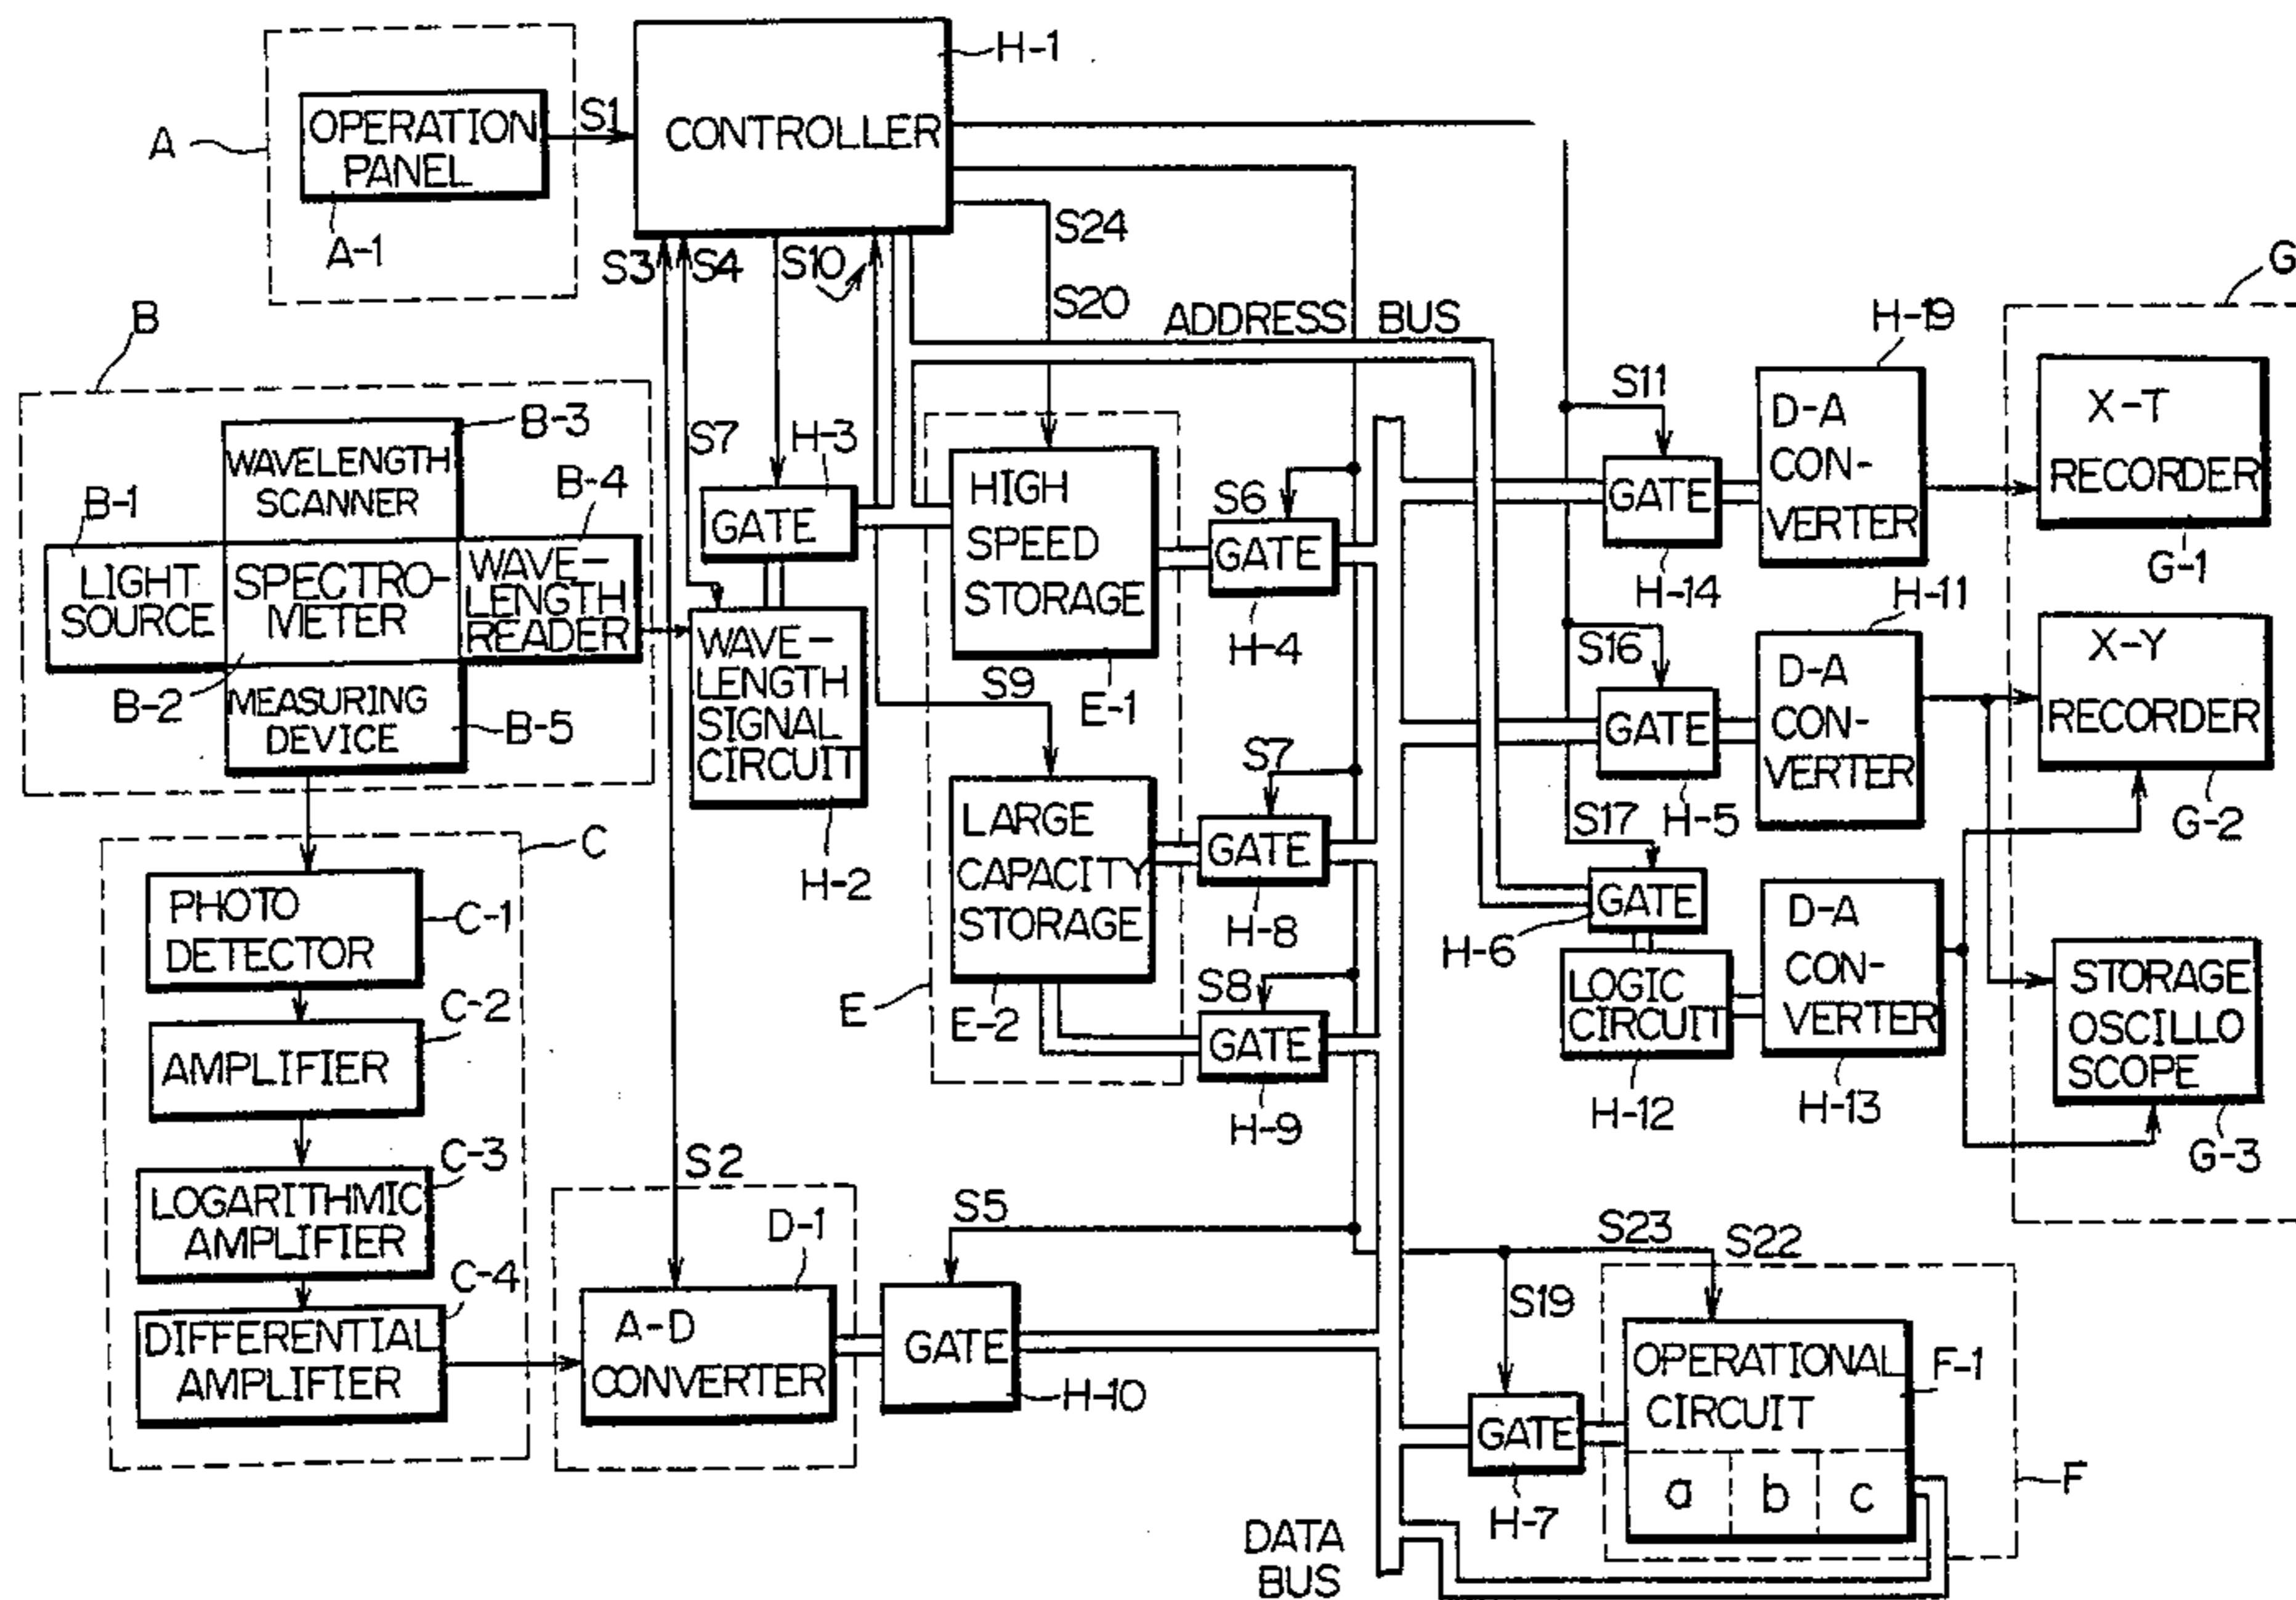 A
OPERATION
PANEL
A-1
S1
CONTROLLER
H-1
S3
S4
S10
S24
S20
ADDRESS BUS
B
B-3
WAVELENGTH
SCANNER
B-4
B-1
LIGHT
SOURCE
SPECTRO-
METER
WAVE-
LENGTH
READER
B-2
MEASURING
DEVICE
B-5
S7
H-3
GATE
WAVE-
LENGTH
SIGNAL
CIRCUIT
H-2
HIGH
SPEED
STORAGE
E-1
S9
S6
GATE
H-4
LARGE
CAPACITY
STORAGE
E-2
E
S7
GATE
H-8
S8
GATE
H-9
S11
GATE
H-14
H-19
D-A
CON-
VERTER
G
X-T
RECORDER
G-1
S16
GATE
H-5
H-11
D-A
CON-
VERTER
X-Y
RECORDER
G-2
S17
GATE
H-6
LOGIC
CIRCUIT
H-12
D-A
CON-
VERTER
H-13
STORAGE
OSCILLO
SCOPE
G-3
C
PHOTO
DETECTOR
C-1
C-2
AMPLIFIER
C-3
LOGARITHMIC
AMPLIFIER
C-4
DIFFERENTIAL
AMPLIFIER
S2
D-1
A-D
CONVERTER
S5
GATE
H-10
S23
S22
S19
GATE
H-7
OPERATIONAL
CIRCUIT
F-1
a b c
F
DATA
BUS